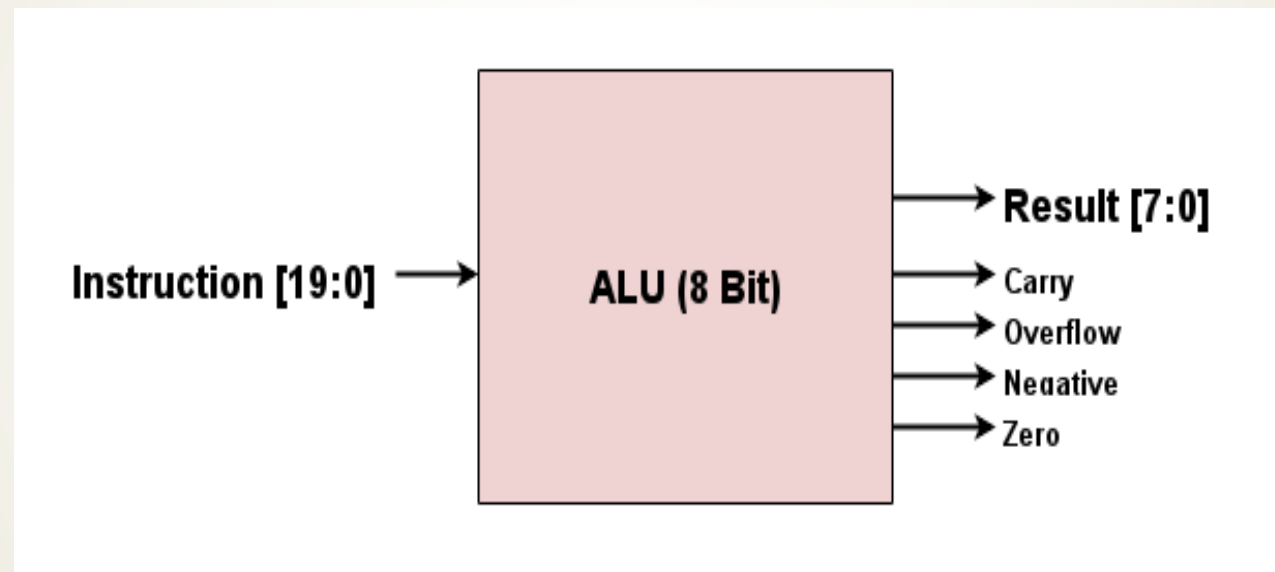 Instruction [19:0]
ALU (8 Bit)
Result [7:0]
Carry
Overflow
Negative
Zero